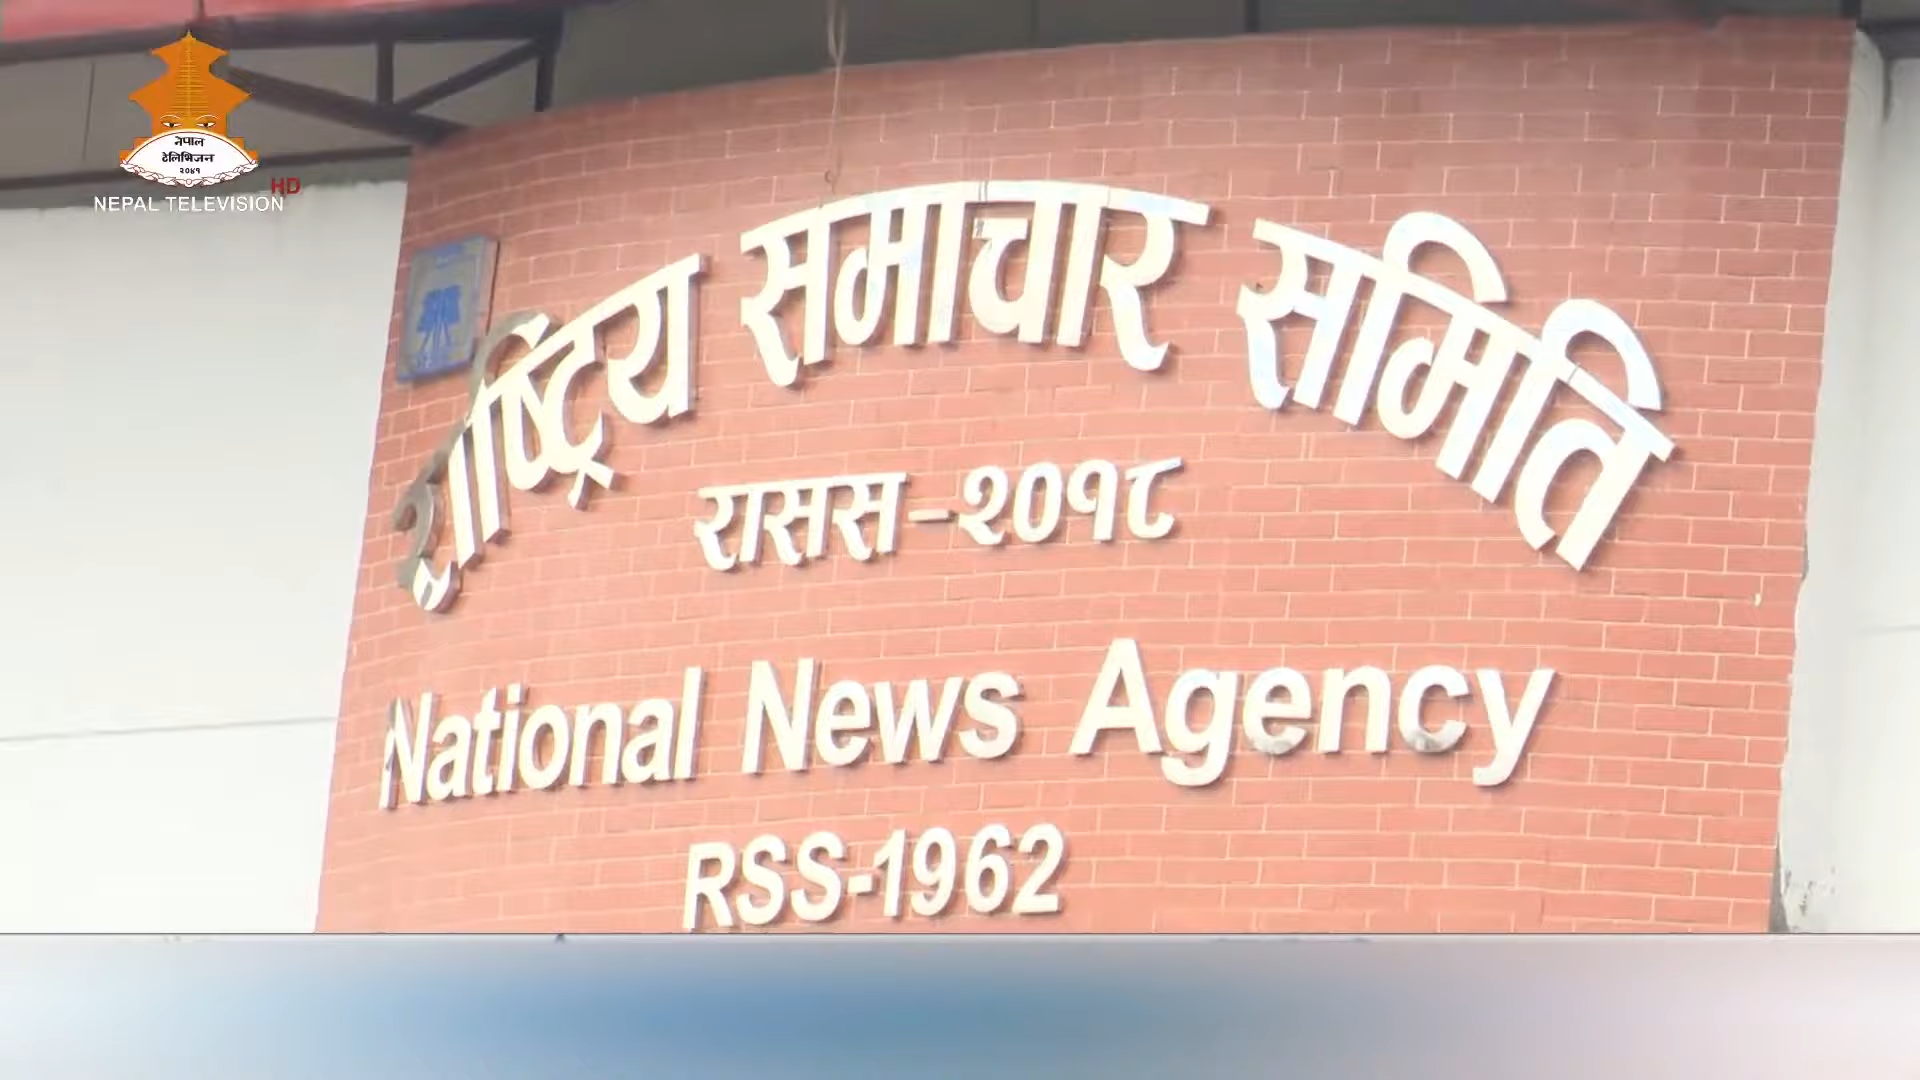 नेपाल
टेलिभिजन
२०४१
NEPAL TELEVISION HD
राष्ट्रिय समाचार समिति
रासस-२०१८
National News Agency
RSS-1962